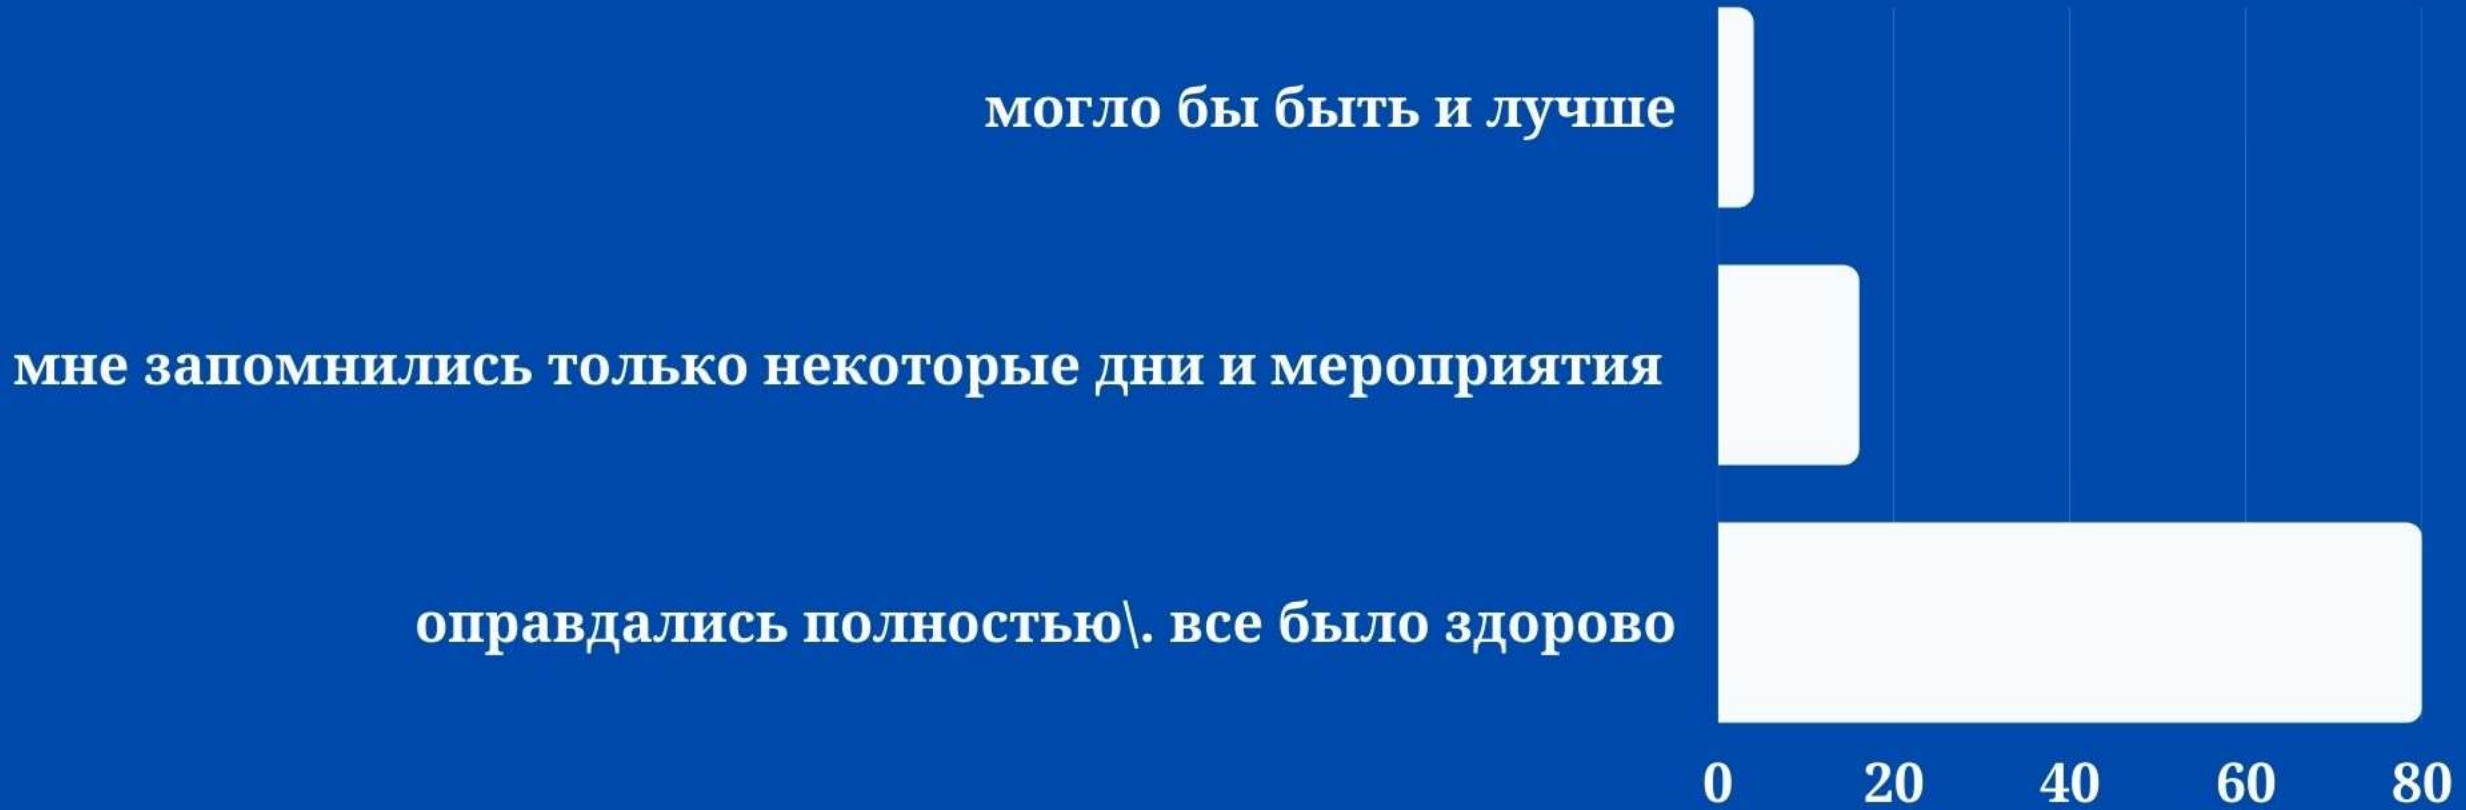 могло бы быть и лучше
мне запомнились только некоторые дни и мероприятия
оправдались полностью\. все было здорово
0 20 40 60 80